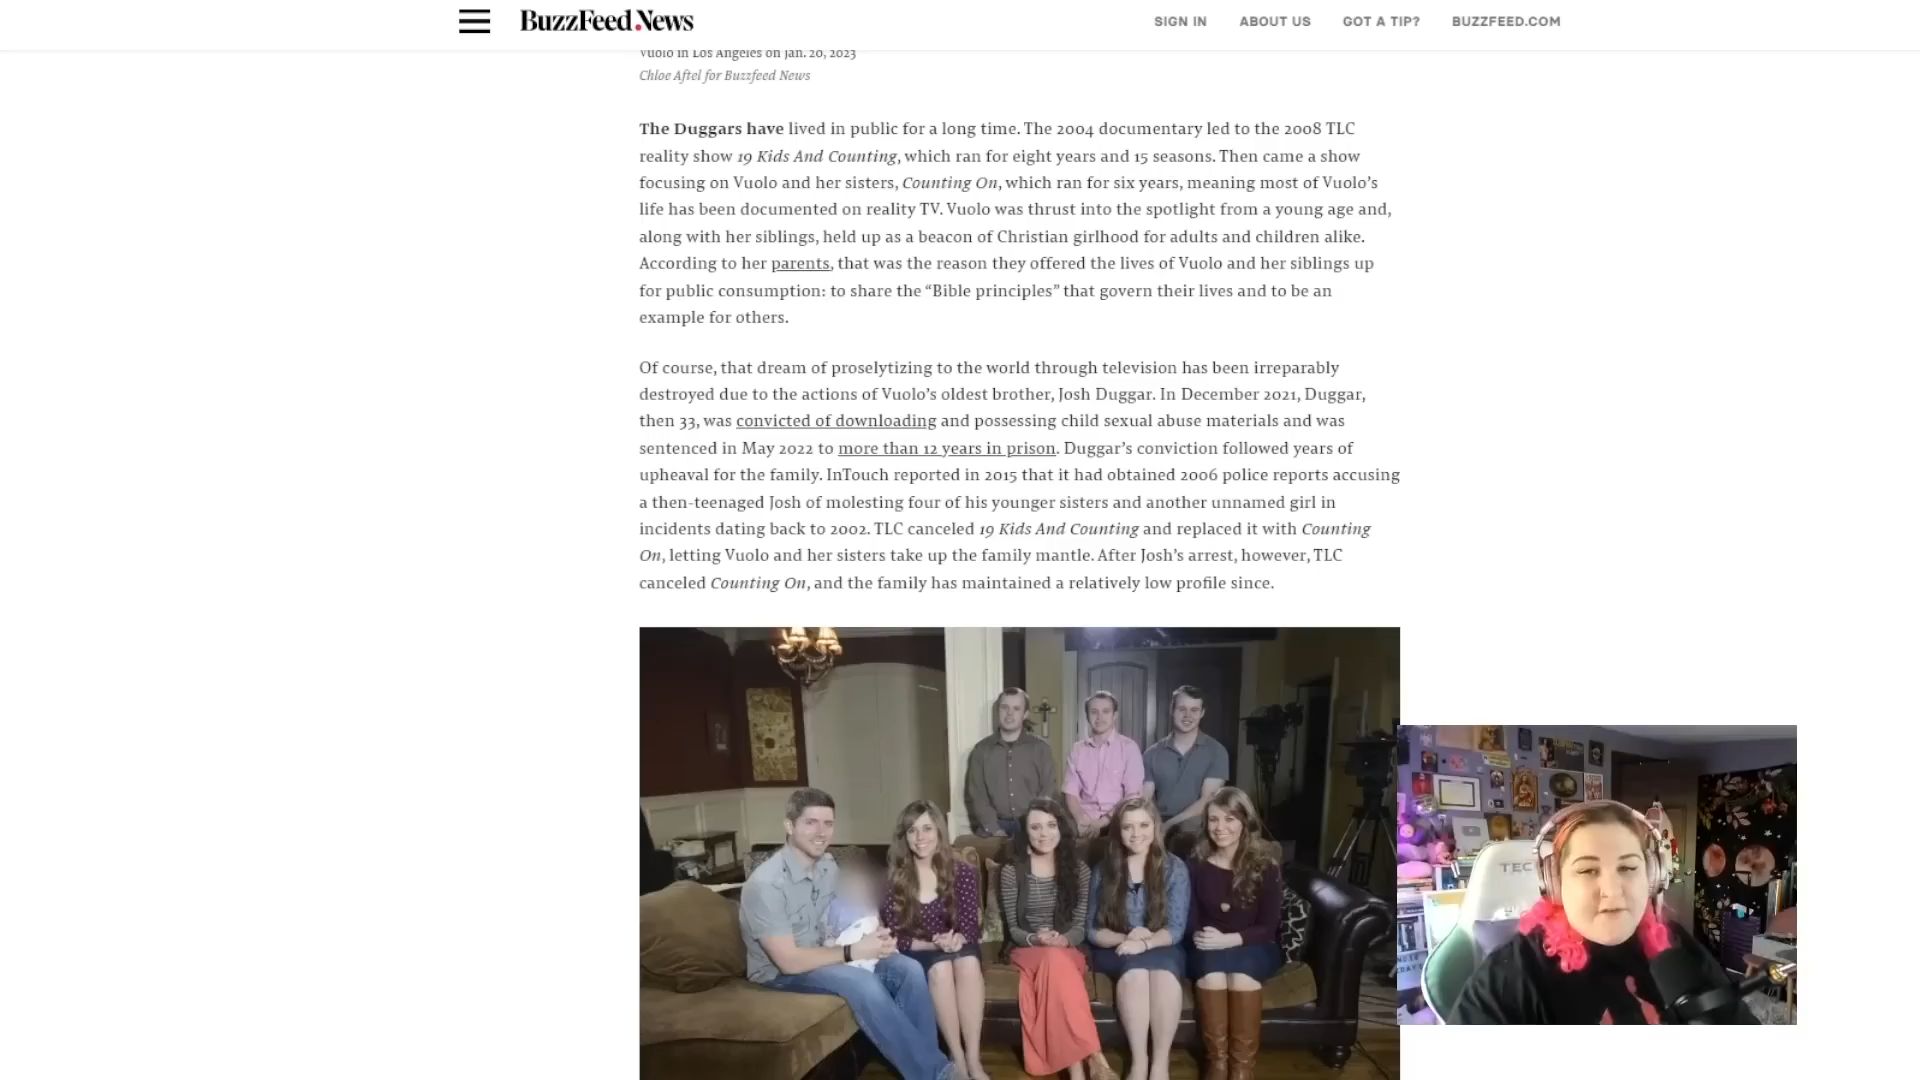 BuzzFeed News
SIGN IN
ABOUT US
GOT A TIP?
BUZZFEED.COM
Vuolo in Los Angeles on Jan. 20, 2023
Chloe Aftel for Buzzfeed News
The Duggars have lived in public for a long time. The 2004 documentary led to the 2008 TLC
reality show 19 Kids And Counting, which ran for eight years and 15 seasons. Then came a show
focusing on Vuolo and her sisters, Counting On, which ran for six years, meaning most of Vuolo’s
life has been documented on reality TV. Vuolo was thrust into the spotlight from a young age and,
along with her siblings, held up as a beacon of Christian girlhood for adults and children alike.
According to her parents, that was the reason they offered the lives of Vuolo and her siblings up
for public consumption: to share the “Bible principles” that govern their lives and to be an
example for others.
Of course, that dream of proselytizing to the world through television has been irreparably
destroyed due to the actions of Vuolo’s oldest brother, Josh Duggar. In December 2021, Duggar,
then 33, was convicted of downloading and possessing child sexual abuse materials and was
sentenced in May 2022 to more than 12 years in prison. Duggar’s conviction followed years of
upheaval for the family. InTouch reported in 2015 that it had obtained 2006 police reports accusing
a then-teenaged Josh of molesting four of his younger sisters and another unnamed girl in
incidents dating back to 2002. TLC canceled 19 Kids And Counting and replaced it with Counting
On, letting Vuolo and her sisters take up the family mantle. After Josh’s arrest, however, TLC
canceled Counting On, and the family has maintained a relatively low profile since.
TEC